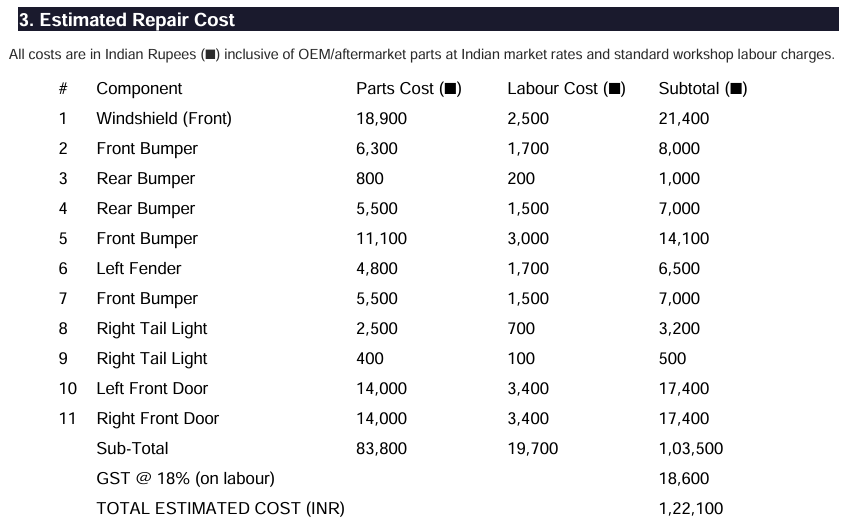 3. Estimated Repair Cost
All costs are in Indian Rupees (■) inclusive of OEM/aftermarket parts at Indian market rates and standard workshop labour charges.
# Component Parts Cost (■) Labour Cost (■) Subtotal (■)
1 Windshield (Front) 18,900 2,500 21,400
2 Front Bumper 6,300 1,700 8,000
3 Rear Bumper 800 200 1,000
4 Rear Bumper 5,500 1,500 7,000
5 Front Bumper 11,100 3,000 14,100
6 Left Fender 4,800 1,700 6,500
7 Front Bumper 5,500 1,500 7,000
8 Right Tail Light 2,500 700 3,200
9 Right Tail Light 400 100 500
10 Left Front Door 14,000 3,400 17,400
11 Right Front Door 14,000 3,400 17,400
Sub-Total 83,800 19,700 1,03,500
GST @ 18% (on labour) 18,600
TOTAL ESTIMATED COST (INR) 1,22,100